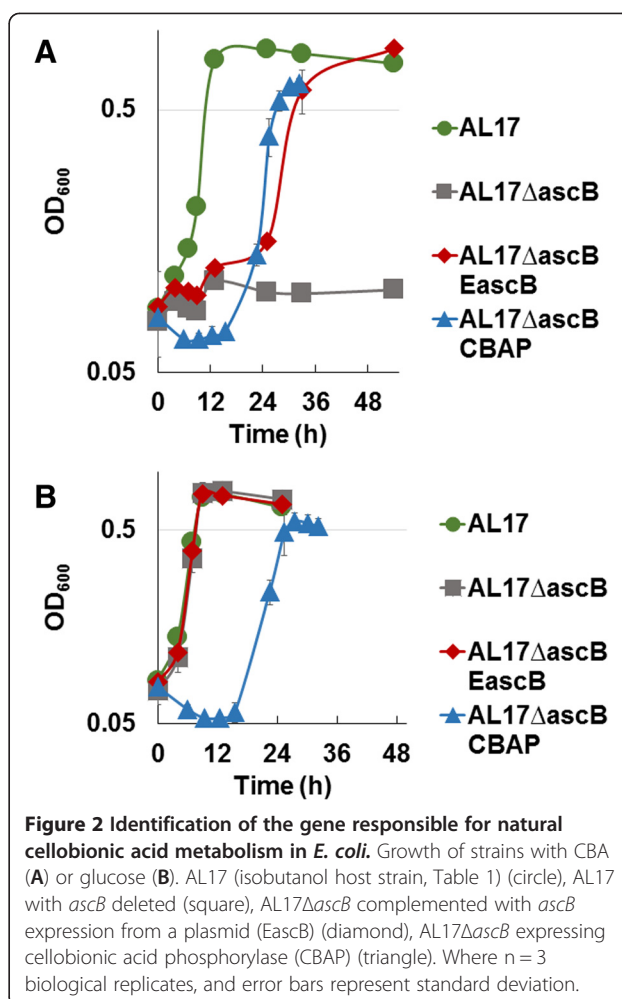 A
0.5
OD600
0.05
0 12 24 36 48
Time (h)
AL17
AL17ΔascB
AL17ΔascB
EascB
AL17ΔascB
CBAP
B
0.5
OD600
0.05
0 12 24 36 48
Time (h)
AL17
AL17ΔascB
AL17ΔascB
EascB
AL17ΔascB
CBAP
Figure 2 Identification of the gene responsible for natural
cellobionic acid metabolism in E. coli. Growth of strains with CBA
(A) or glucose (B). AL17 (isobutanol host strain, Table 1) (circle), AL17
with ascB deleted (square), AL17ΔascB complemented with ascB
expression from a plasmid (EascB) (diamond), AL17ΔascB expressing
cellobionic acid phosphorylase (CBAP) (triangle). Where n = 3
biological replicates, and error bars represent standard deviation.